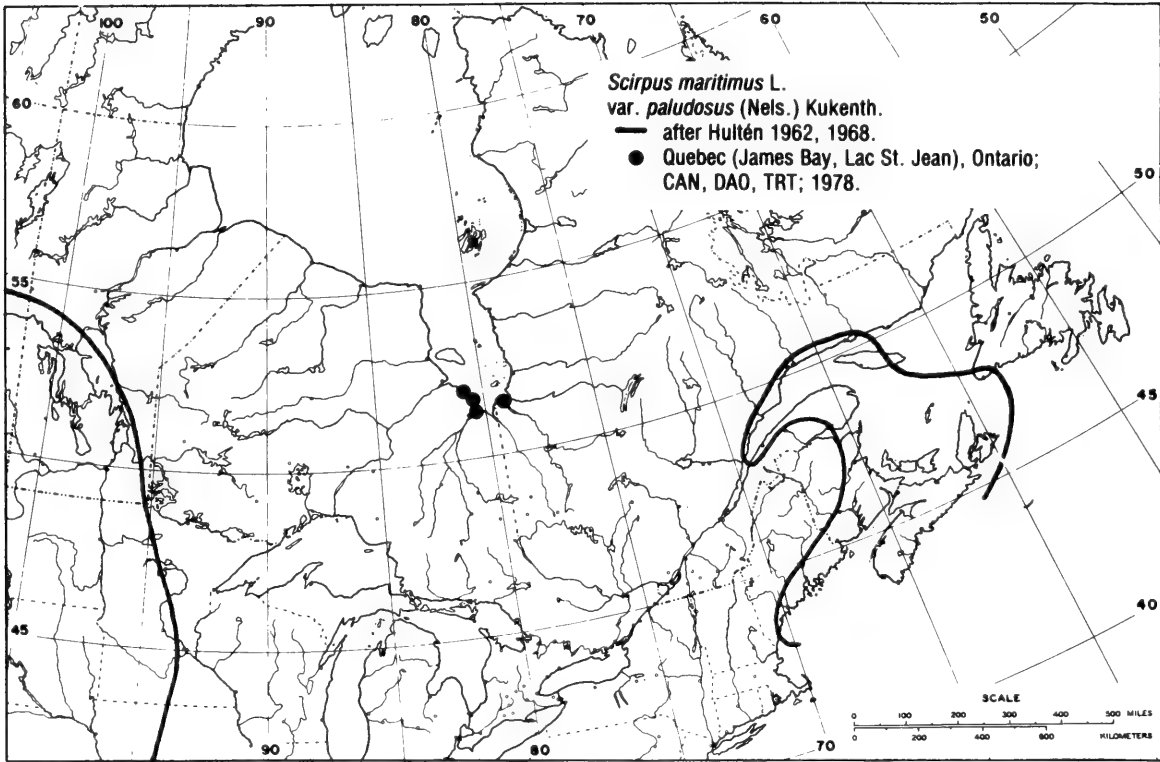 100 90 80 70 60 50
Scirpus maritimus L.
var. paludosus (Nels.) Kukenth.
after Hultén 1962, 1968.
Quebec (James Bay, Lac St. Jean), Ontario;
CAN, DAO, TRT; 1978.
60
50
55
45
45
40
SCALE
0 100 200 300 400 500 MILES
0 200 400 600 KILOMETERS
90 80 70